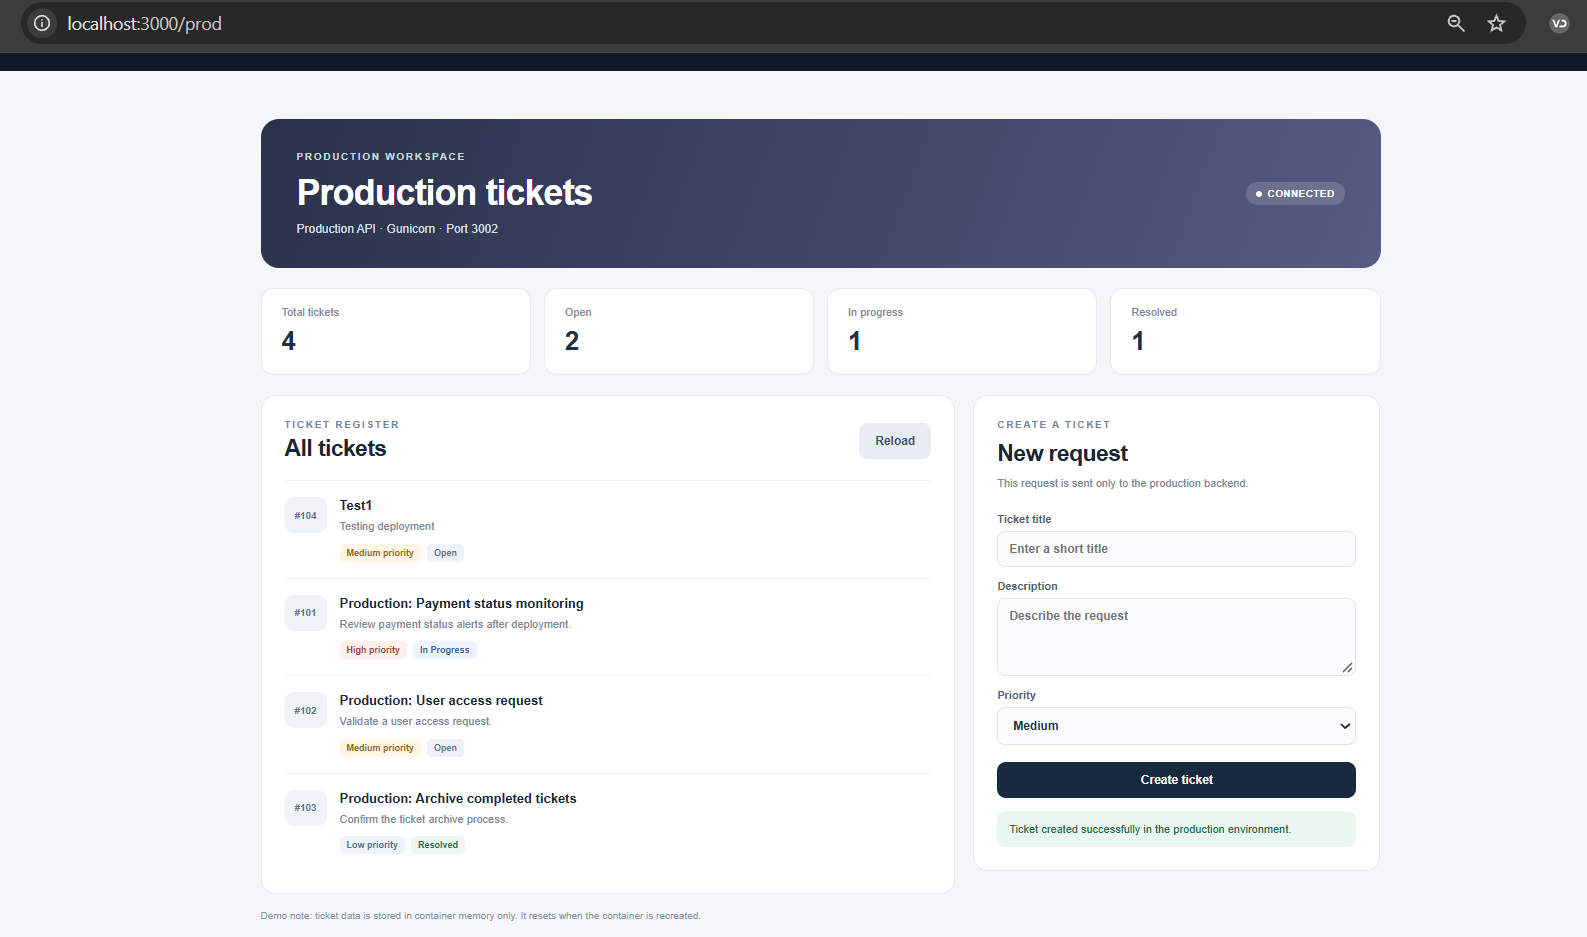 localhost:3000/prod
PRODUCTION WORKSPACE
Production tickets
Production API · Gunicorn · Port 3002
CONNECTED
Total tickets
4
Open
2
In progress
1
Resolved
1
TICKET REGISTER
All tickets
Reload
#104
Test1
Testing deployment
Medium priority
Open
#101
Production: Payment status monitoring
Review payment status alerts after deployment.
High priority
In Progress
#102
Production: User access request
Validate a user access request.
Medium priority
Open
#103
Production: Archive completed tickets
Confirm the ticket archive process.
Low priority
Resolved
CREATE A TICKET
New request
This request is sent only to the production backend.
Ticket title
Enter a short title
Description
Describe the request
Priority
Medium
Create ticket
Ticket created successfully in the production environment.
Demo note: ticket data is stored in container memory only. It resets when the container is recreated.